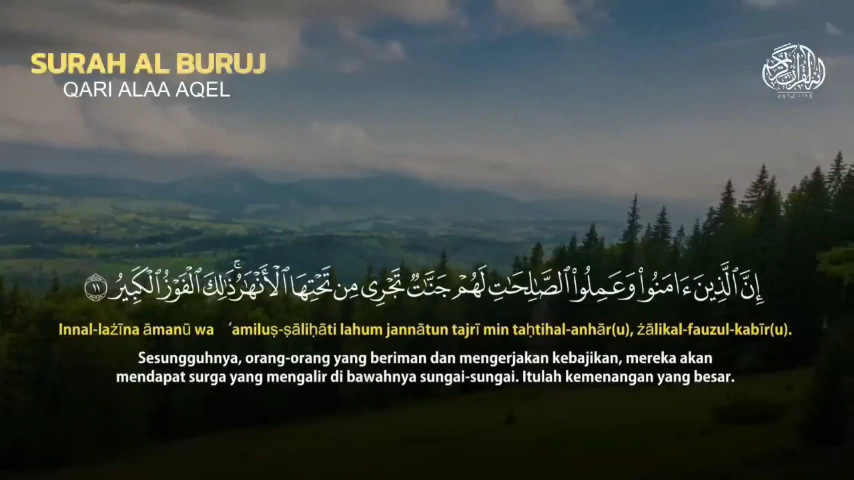 SURAH AL BURUJ
QARI ALAA AQEL
إِنَّ ٱلَّذِينَ ءَامَنُوا۟ وَعَمِلُوا۟ ٱلصَّٰلِحَٰتِ لَهُمْ جَنَّٰتٌ تَجْرِى مِن تَحْتِهَا ٱلْأَنْهَٰرُ ۚ ذَٰلِكَ ٱلْفَوْزُ ٱلْكَبِيرُ ١١
Innal-lażīna āmanū wa ‘amiluṣ-ṣāliḥāti lahum jannātun tajrī min taḥtihal-anhār(u), żālikal-fauzul-kabīr(u).
Sesungguhnya, orang-orang yang beriman dan mengerjakan kebajikan, mereka akan
mendapat surga yang mengalir di bawahnya sungai-sungai. Itulah kemenangan yang besar.